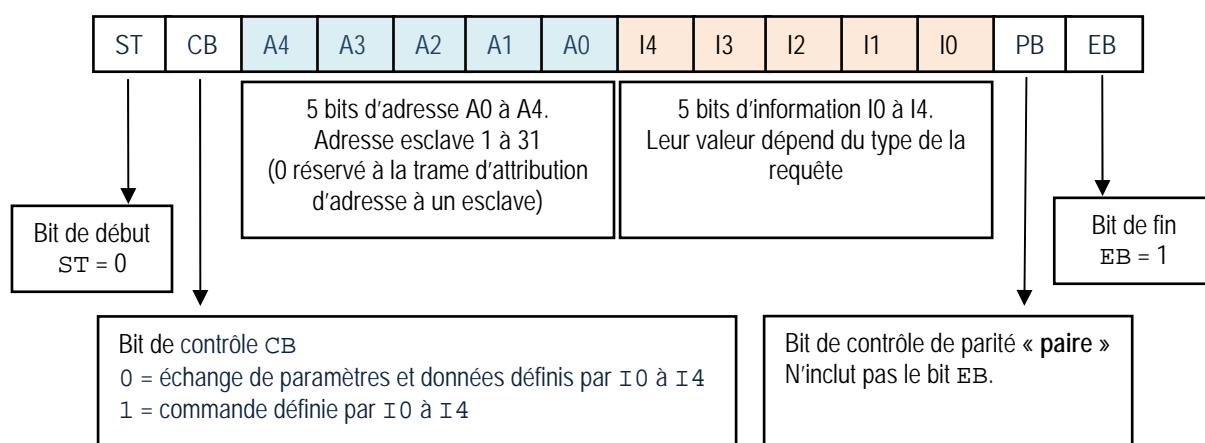 ST CB A4 A3 A2 A1 A0 I4 I3 I2 I1 I0 PB EB
5 bits d'adresse A0 à A4.
Adresse esclave 1 à 31
(0 réservé à la trame d'attribution
d'adresse à un esclave)
5 bits d'information I0 à I4.
Leur valeur dépend du type de la
requête
Bit de début
ST = 0
Bit de fin
EB = 1
Bit de contrôle CB
0 = échange de paramètres et données définis par I0 à I4
1 = commande définie par I0 à I4
Bit de contrôle de parité « paire »
N'inclut pas le bit EB.